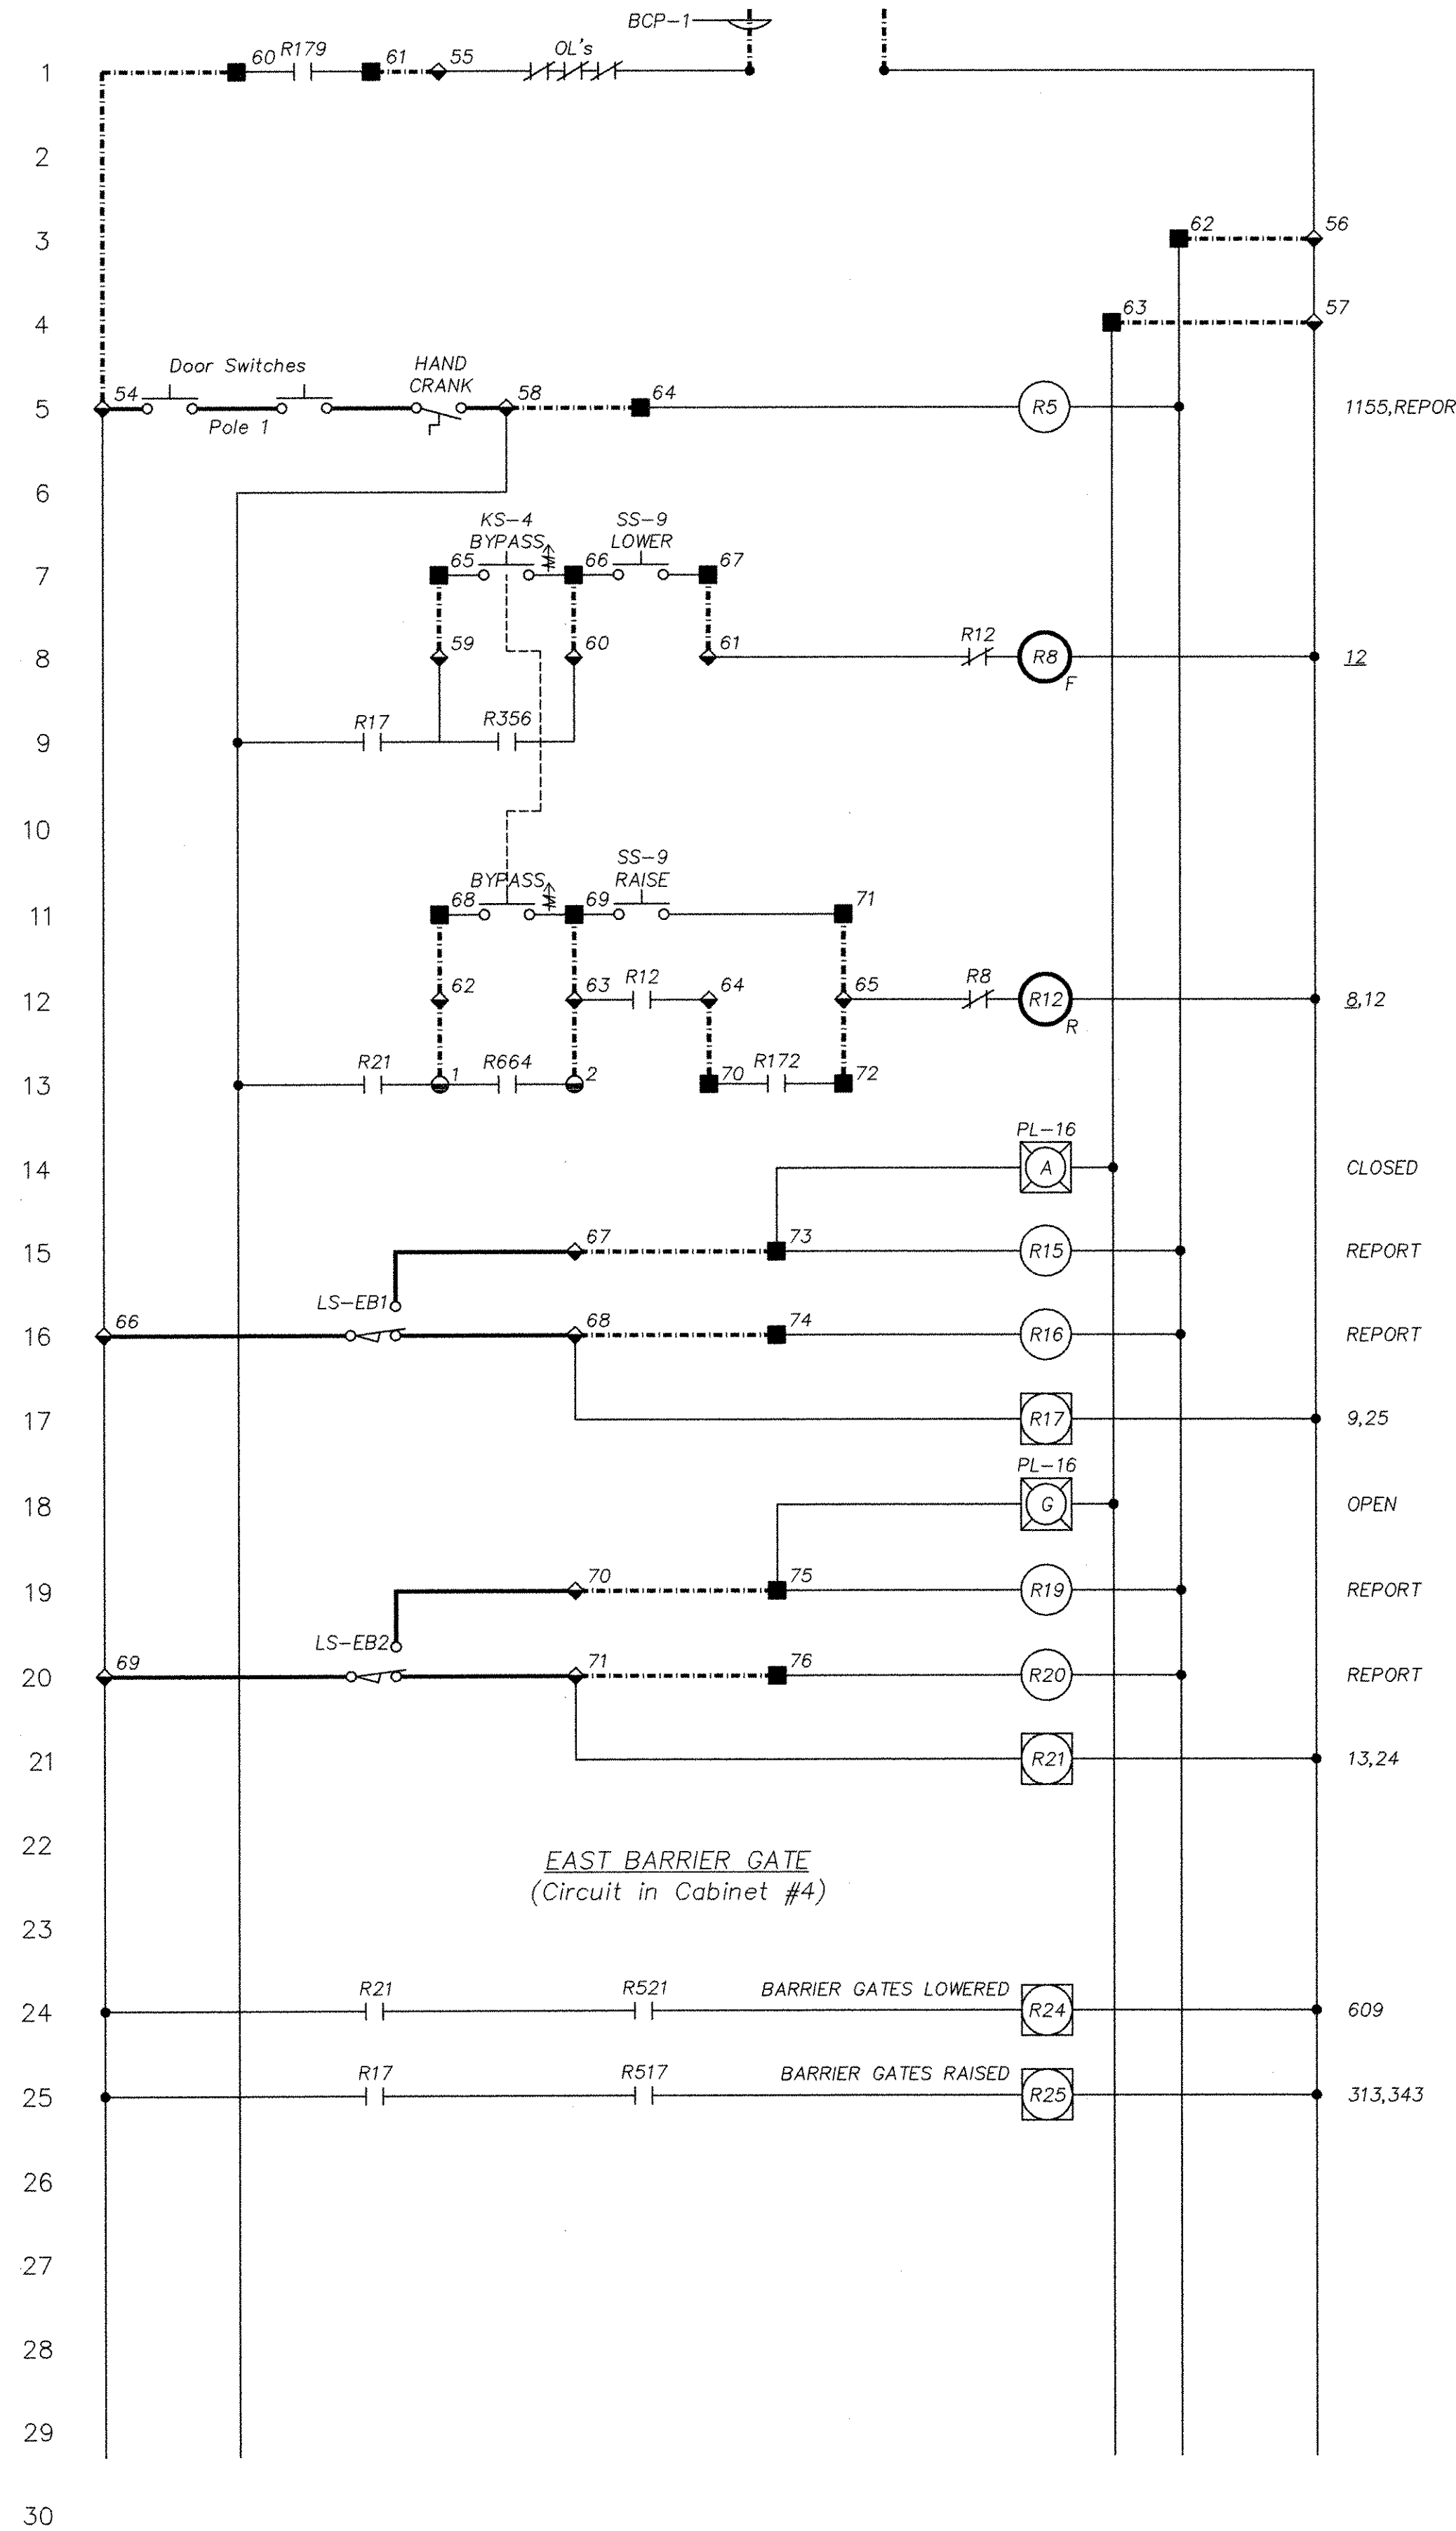 BCP-1
1 60 R179 61 55 OL's
2
3 62 56
4 63 57
Door Switches HAND
CRANK
5 54 58 64 R5 1155,REPOR
Pole 1
6
KS-4 SS-9
BYPASS LOWER
7 65 66 67
8 59 60 61 R12 R8 12
F
9 R17 R356
10
SS-9
BYPASS RAISE
11 68 69 71
12 62 63 R12 64 65 R8 R12 8,12
R
13 R21 1 R664 2 70 R172 72
PL-16
14 A CLOSED
15 67 73 R15 REPORT
LS-EB1
16 66 68 74 R16 REPORT
17 R17 9,25
PL-16
18 G OPEN
19 70 75 R19 REPORT
LS-EB2
20 69 71 76 R20 REPORT
21 R21 13,24
22
EAST BARRIER GATE
(Circuit in Cabinet #4)
23
24 R21 R521 BARRIER GATES LOWERED R24 609
25 R17 R517 BARRIER GATES RAISED R25 313,343
26
27
28
29
30